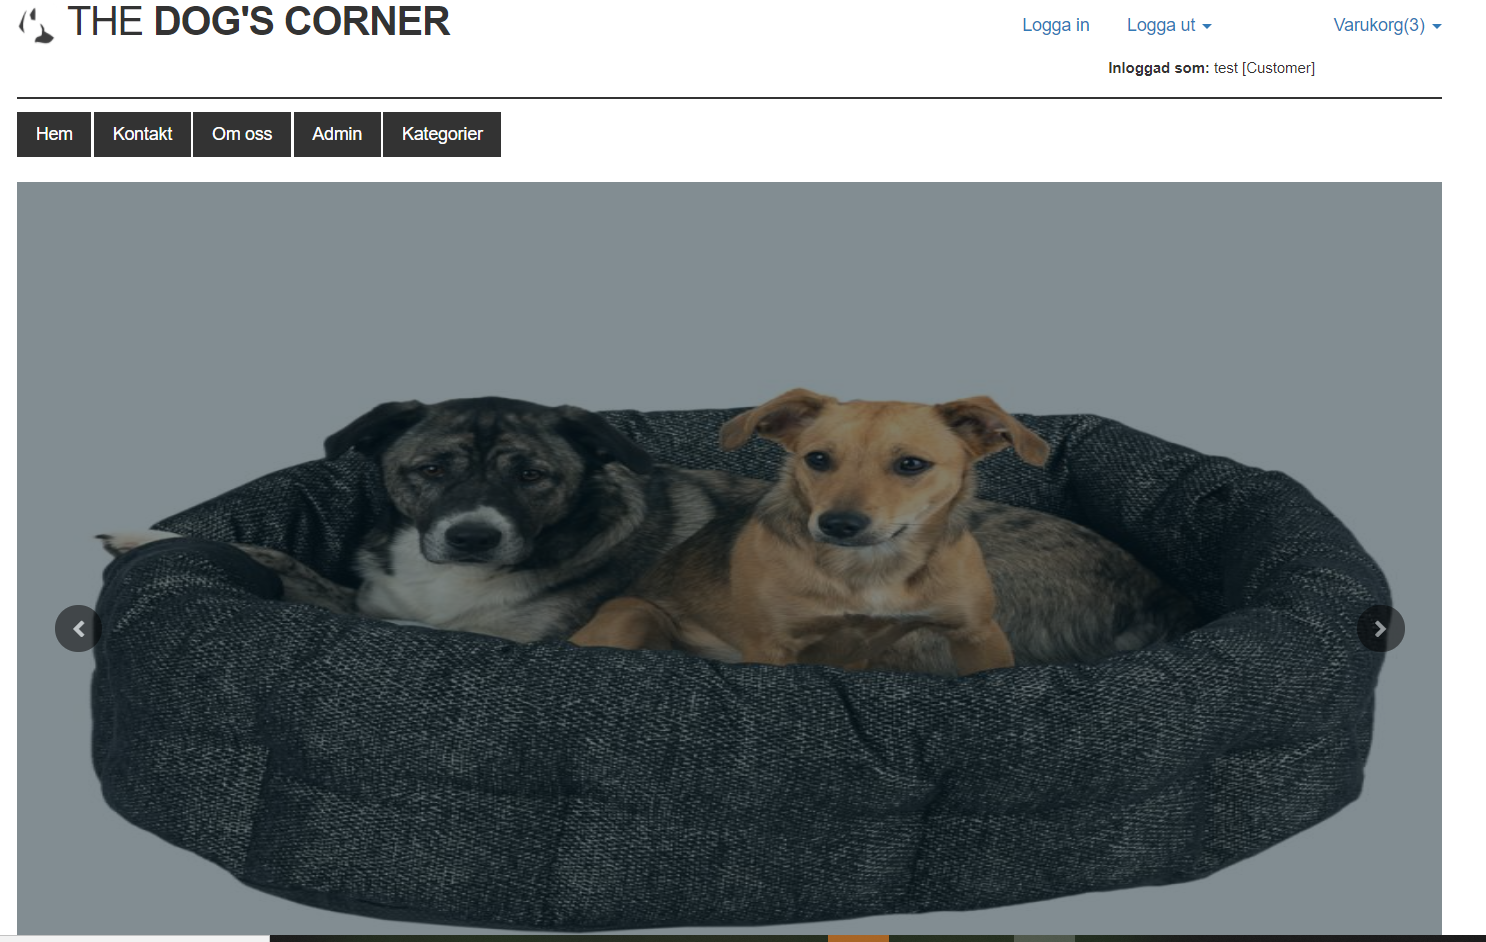 THE DOG'S CORNER
Logga in
Logga ut
Varukorg(3)
Inloggad som: test [Customer]
Hem
Kontakt
Om oss
Admin
Kategorier